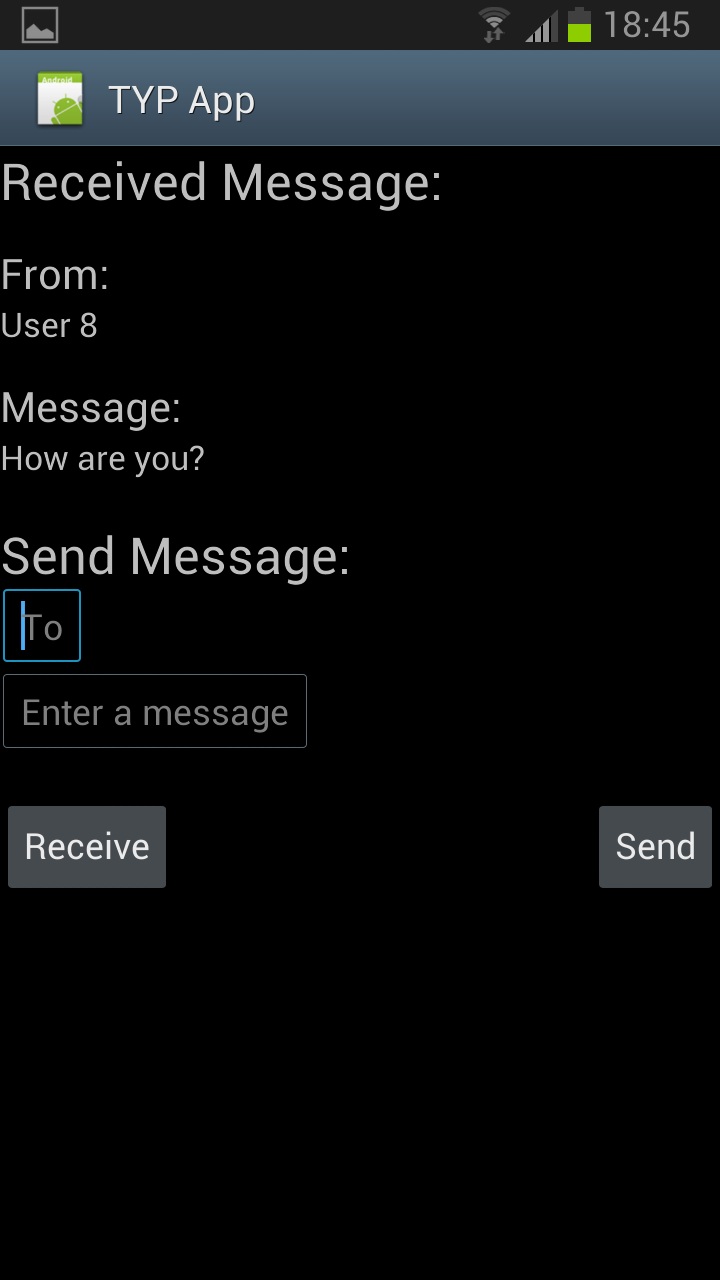 18:45
Android
TYP App
Received Message:
From:
User 8
Message:
How are you?
Send Message:
To
Enter a message
Receive
Send